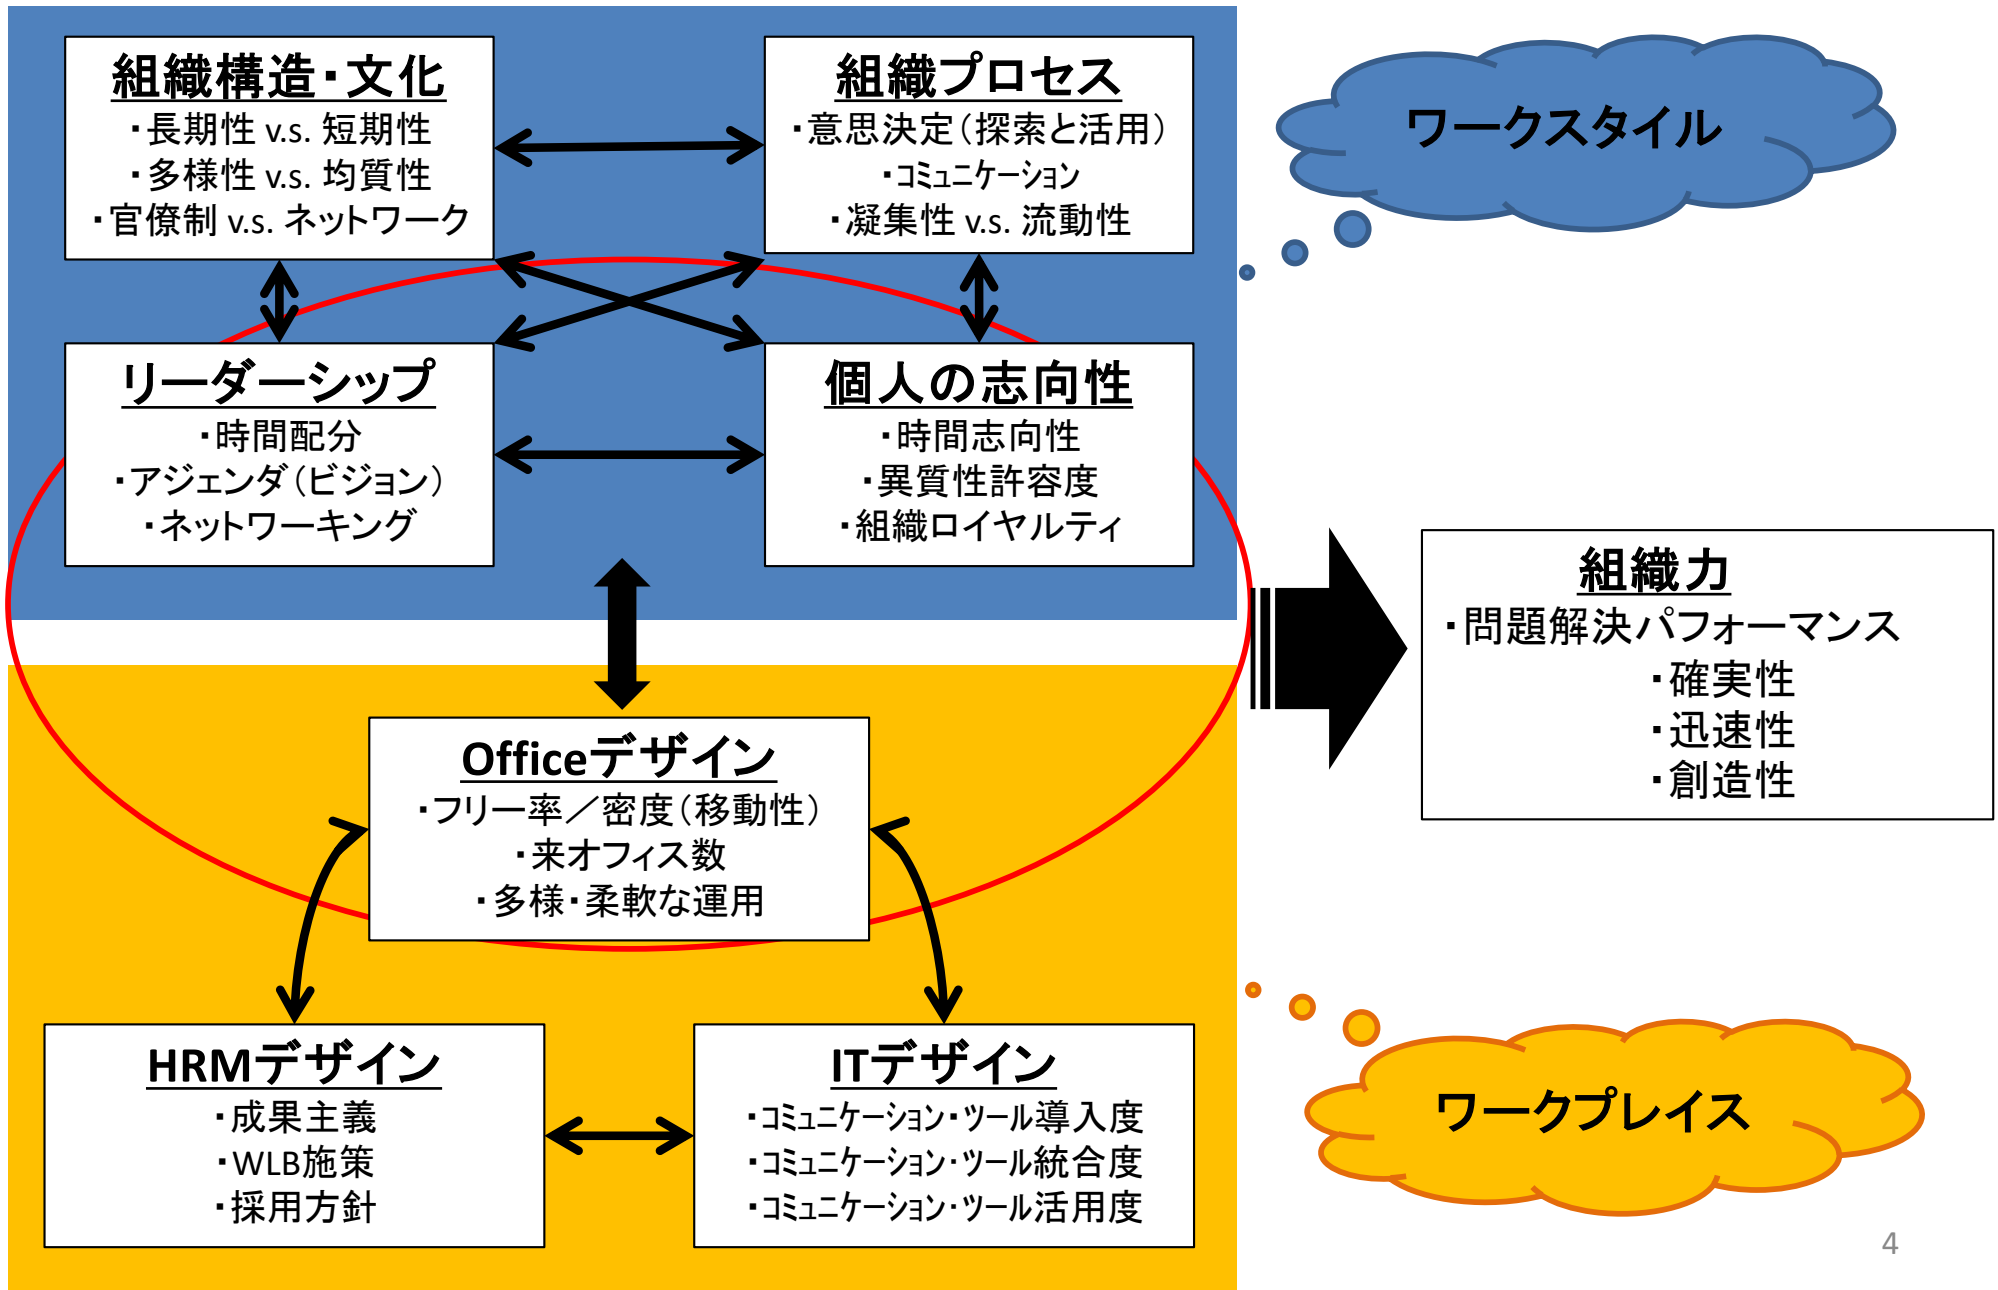 組織構造・文化
・長期性 v.s. 短期性
・多様性 v.s. 均質性
・官僚制 v.s. ネットワーク
組織プロセス
・意思決定（探索と活用）
・コミュニケーション
・凝集性 v.s. 流動性
ワークスタイル
リーダーシップ
・時間配分
・アジェンダ（ビジョン）
・ネットワーキング
個人の志向性
・時間志向性
・異質性許容度
・組織ロイヤルティ
組織力
・問題解決パフォーマンス
・確実性
・迅速性
・創造性
Officeデザイン
・フリー率／密度（移動性）
・来オフィス数
・多様・柔軟な運用
HRMデザイン
・成果主義
・WLB施策
・採用方針
ITデザイン
・コミュニケーション・ツール導入度
・コミュニケーション・ツール統合度
・コミュニケーション・ツール活用度
ワークプレイス
4